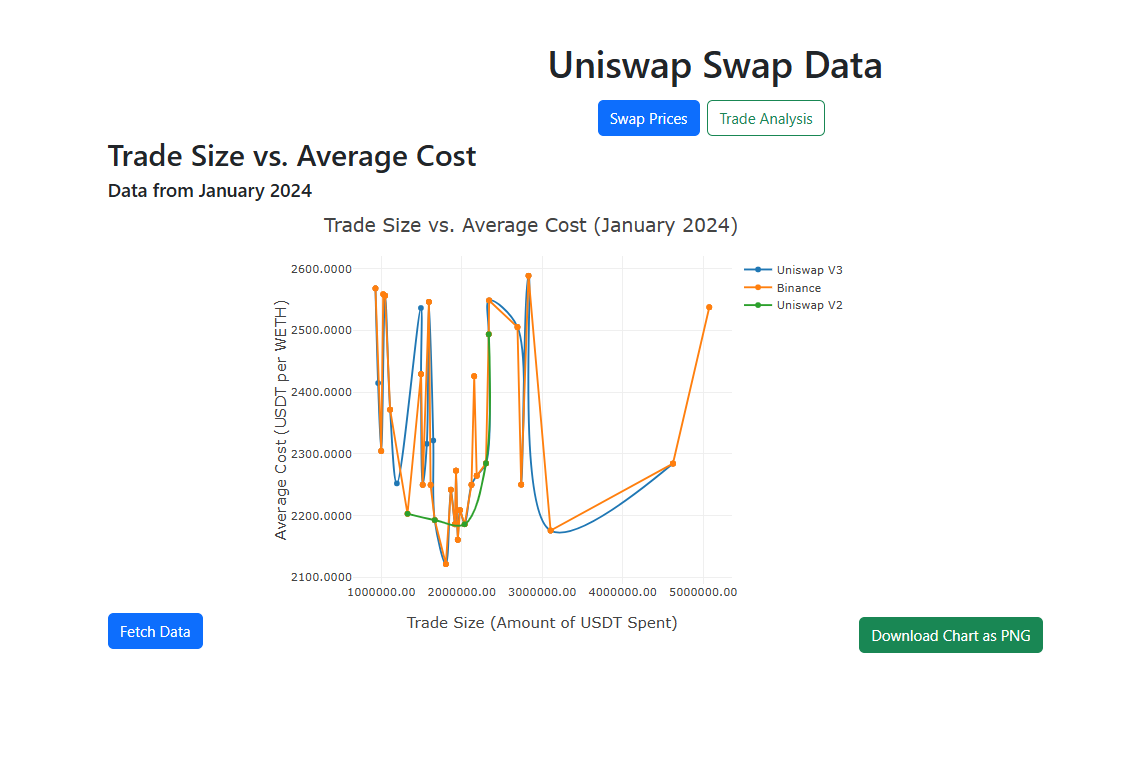 Uniswap Swap Data
Swap Prices
Trade Analysis
Trade Size vs. Average Cost
Data from January 2024
Trade Size vs. Average Cost (January 2024)
2600.0000
2500.0000
2400.0000
2300.0000
2200.0000
2100.0000
Average Cost (USDT per WETH)
Uniswap V3
Binance
Uniswap V2
1000000.00 2000000.00 3000000.00 4000000.00 5000000.00
Trade Size (Amount of USDT Spent)
Fetch Data
Download Chart as PNG